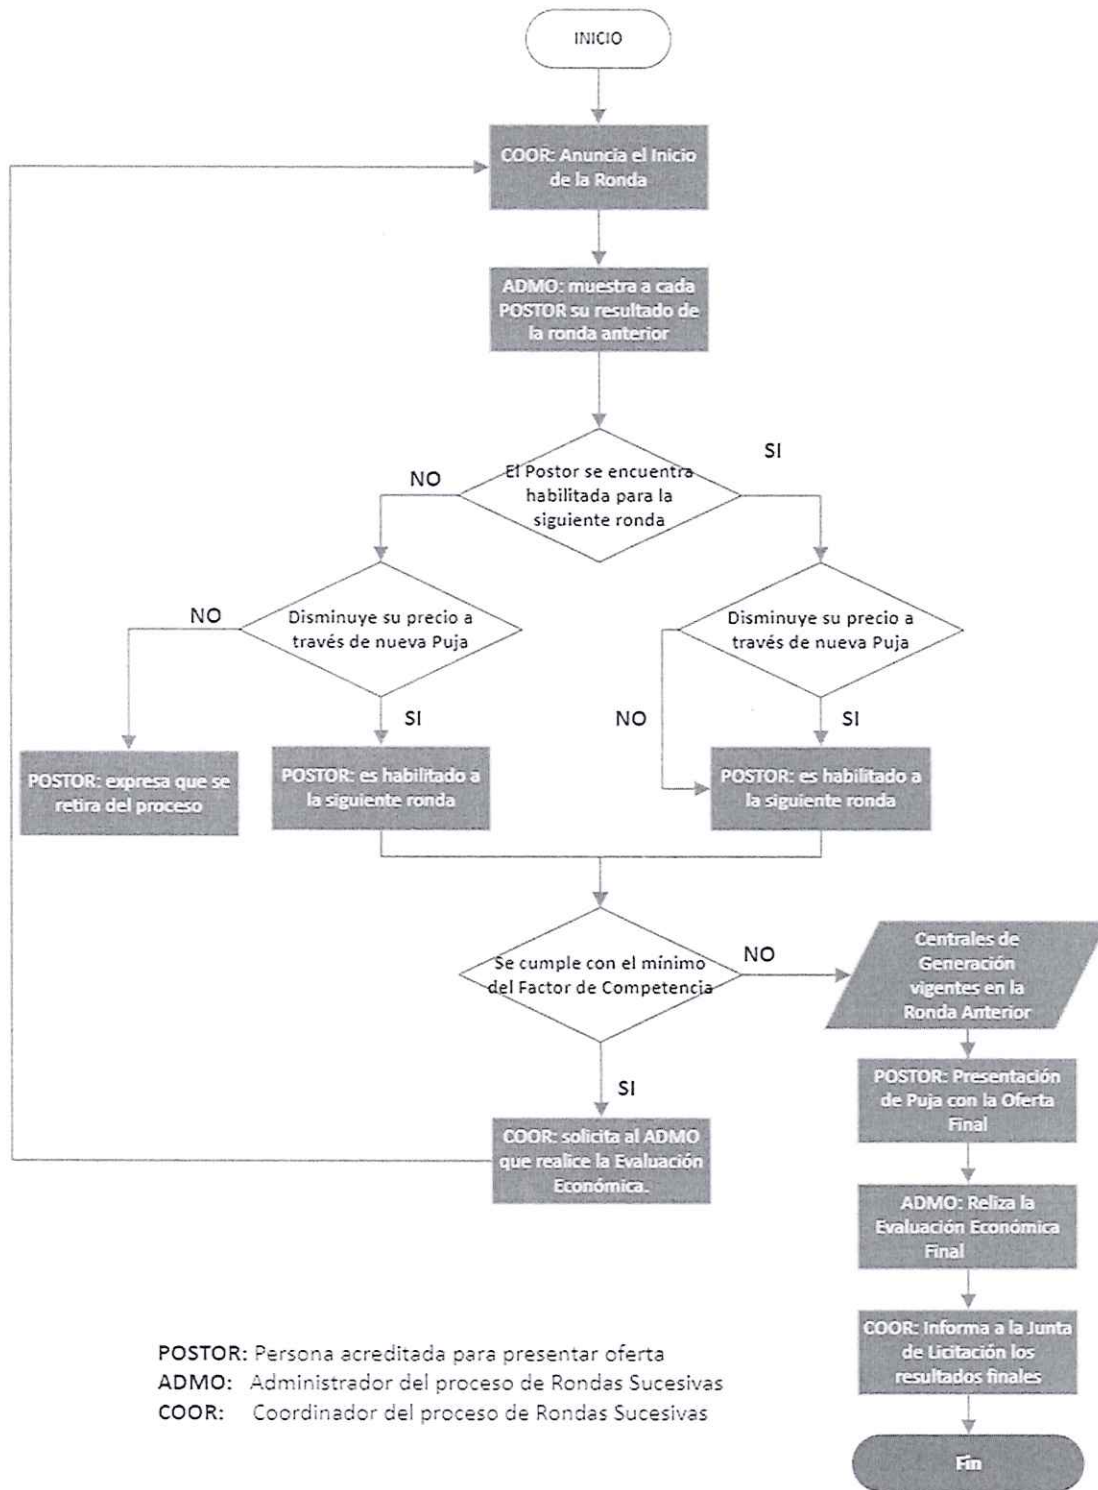 INICIO
COOR: Anuncia el Inicio
de la Ronda
ADMO: muestra a cada
POSTOR su resultado de
la ronda anterior
El Postor se encuentra
habilitada para la
siguiente ronda
NO
SI
Disminuye su precio a
través de nueva Puja
NO
SI
Disminuye su precio a
través de nueva Puja
NO
SI
POSTOR: expresa que se
retira del proceso
POSTOR: es habilitado a
la siguiente ronda
POSTOR: es habilitado a
la siguiente ronda
Se cumple con el mínimo
del Factor de Competencia
NO
SI
Centrales de
Generación
vigentes en la
Ronda Anterior
POSTOR: Presentación
de Puja con la Oferta
Final
COOR: solicita al ADMO
que realice la Evaluación
Económica.
ADMO: Reliza la
Evaluación Económica
Final
COOR: Informa a la Junta
de Licitación los
resultados finales
Fin
POSTOR: Persona acreditada para presentar oferta
ADMO: Administrador del proceso de Rondas Sucesivas
COOR: Coordinador del proceso de Rondas Sucesivas